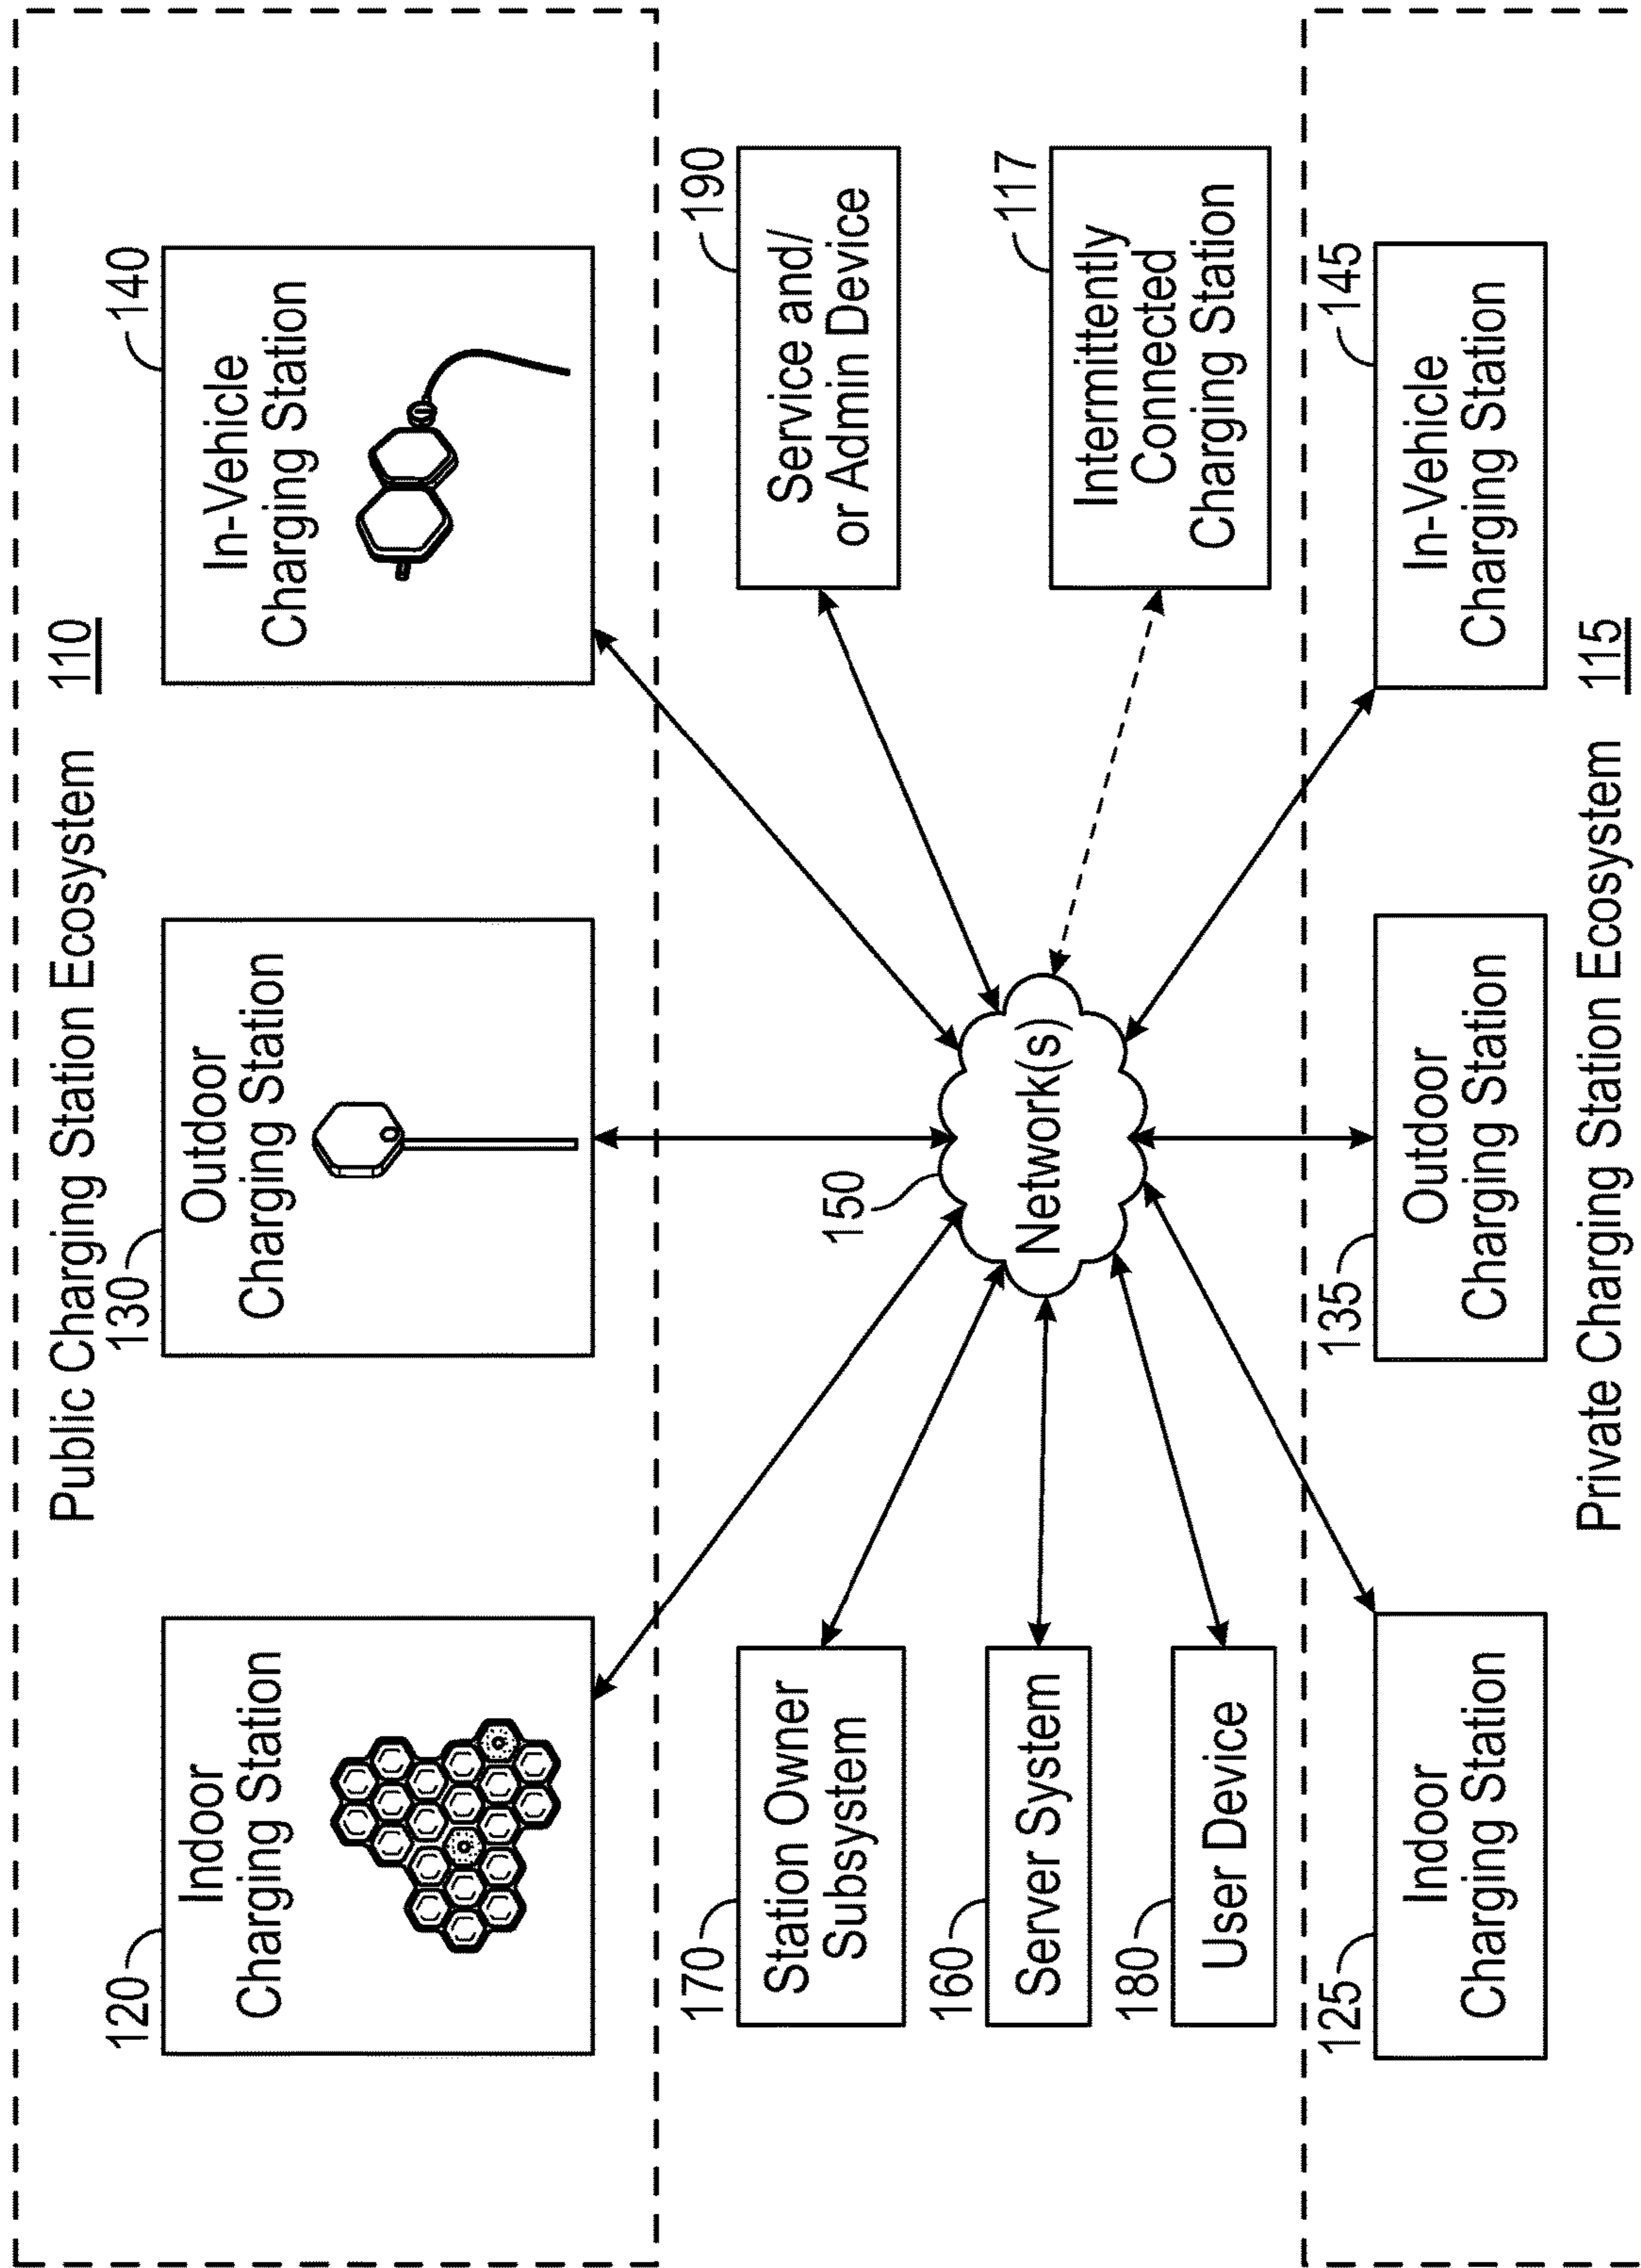 Public Charging Station Ecosystem 110
120
Indoor
Charging Station
130
Outdoor
Charging Station
140
In-Vehicle
Charging Station
170
Station Owner
Subsystem
160
Server System
180
User Device
150
Network(s)
190
Service and/
or Admin Device
117
Intermittently
Connected
Charging Station
125
Indoor
Charging Station
135
Outdoor
Charging Station
145
In-Vehicle
Charging Station
Private Charging Station Ecosystem 115